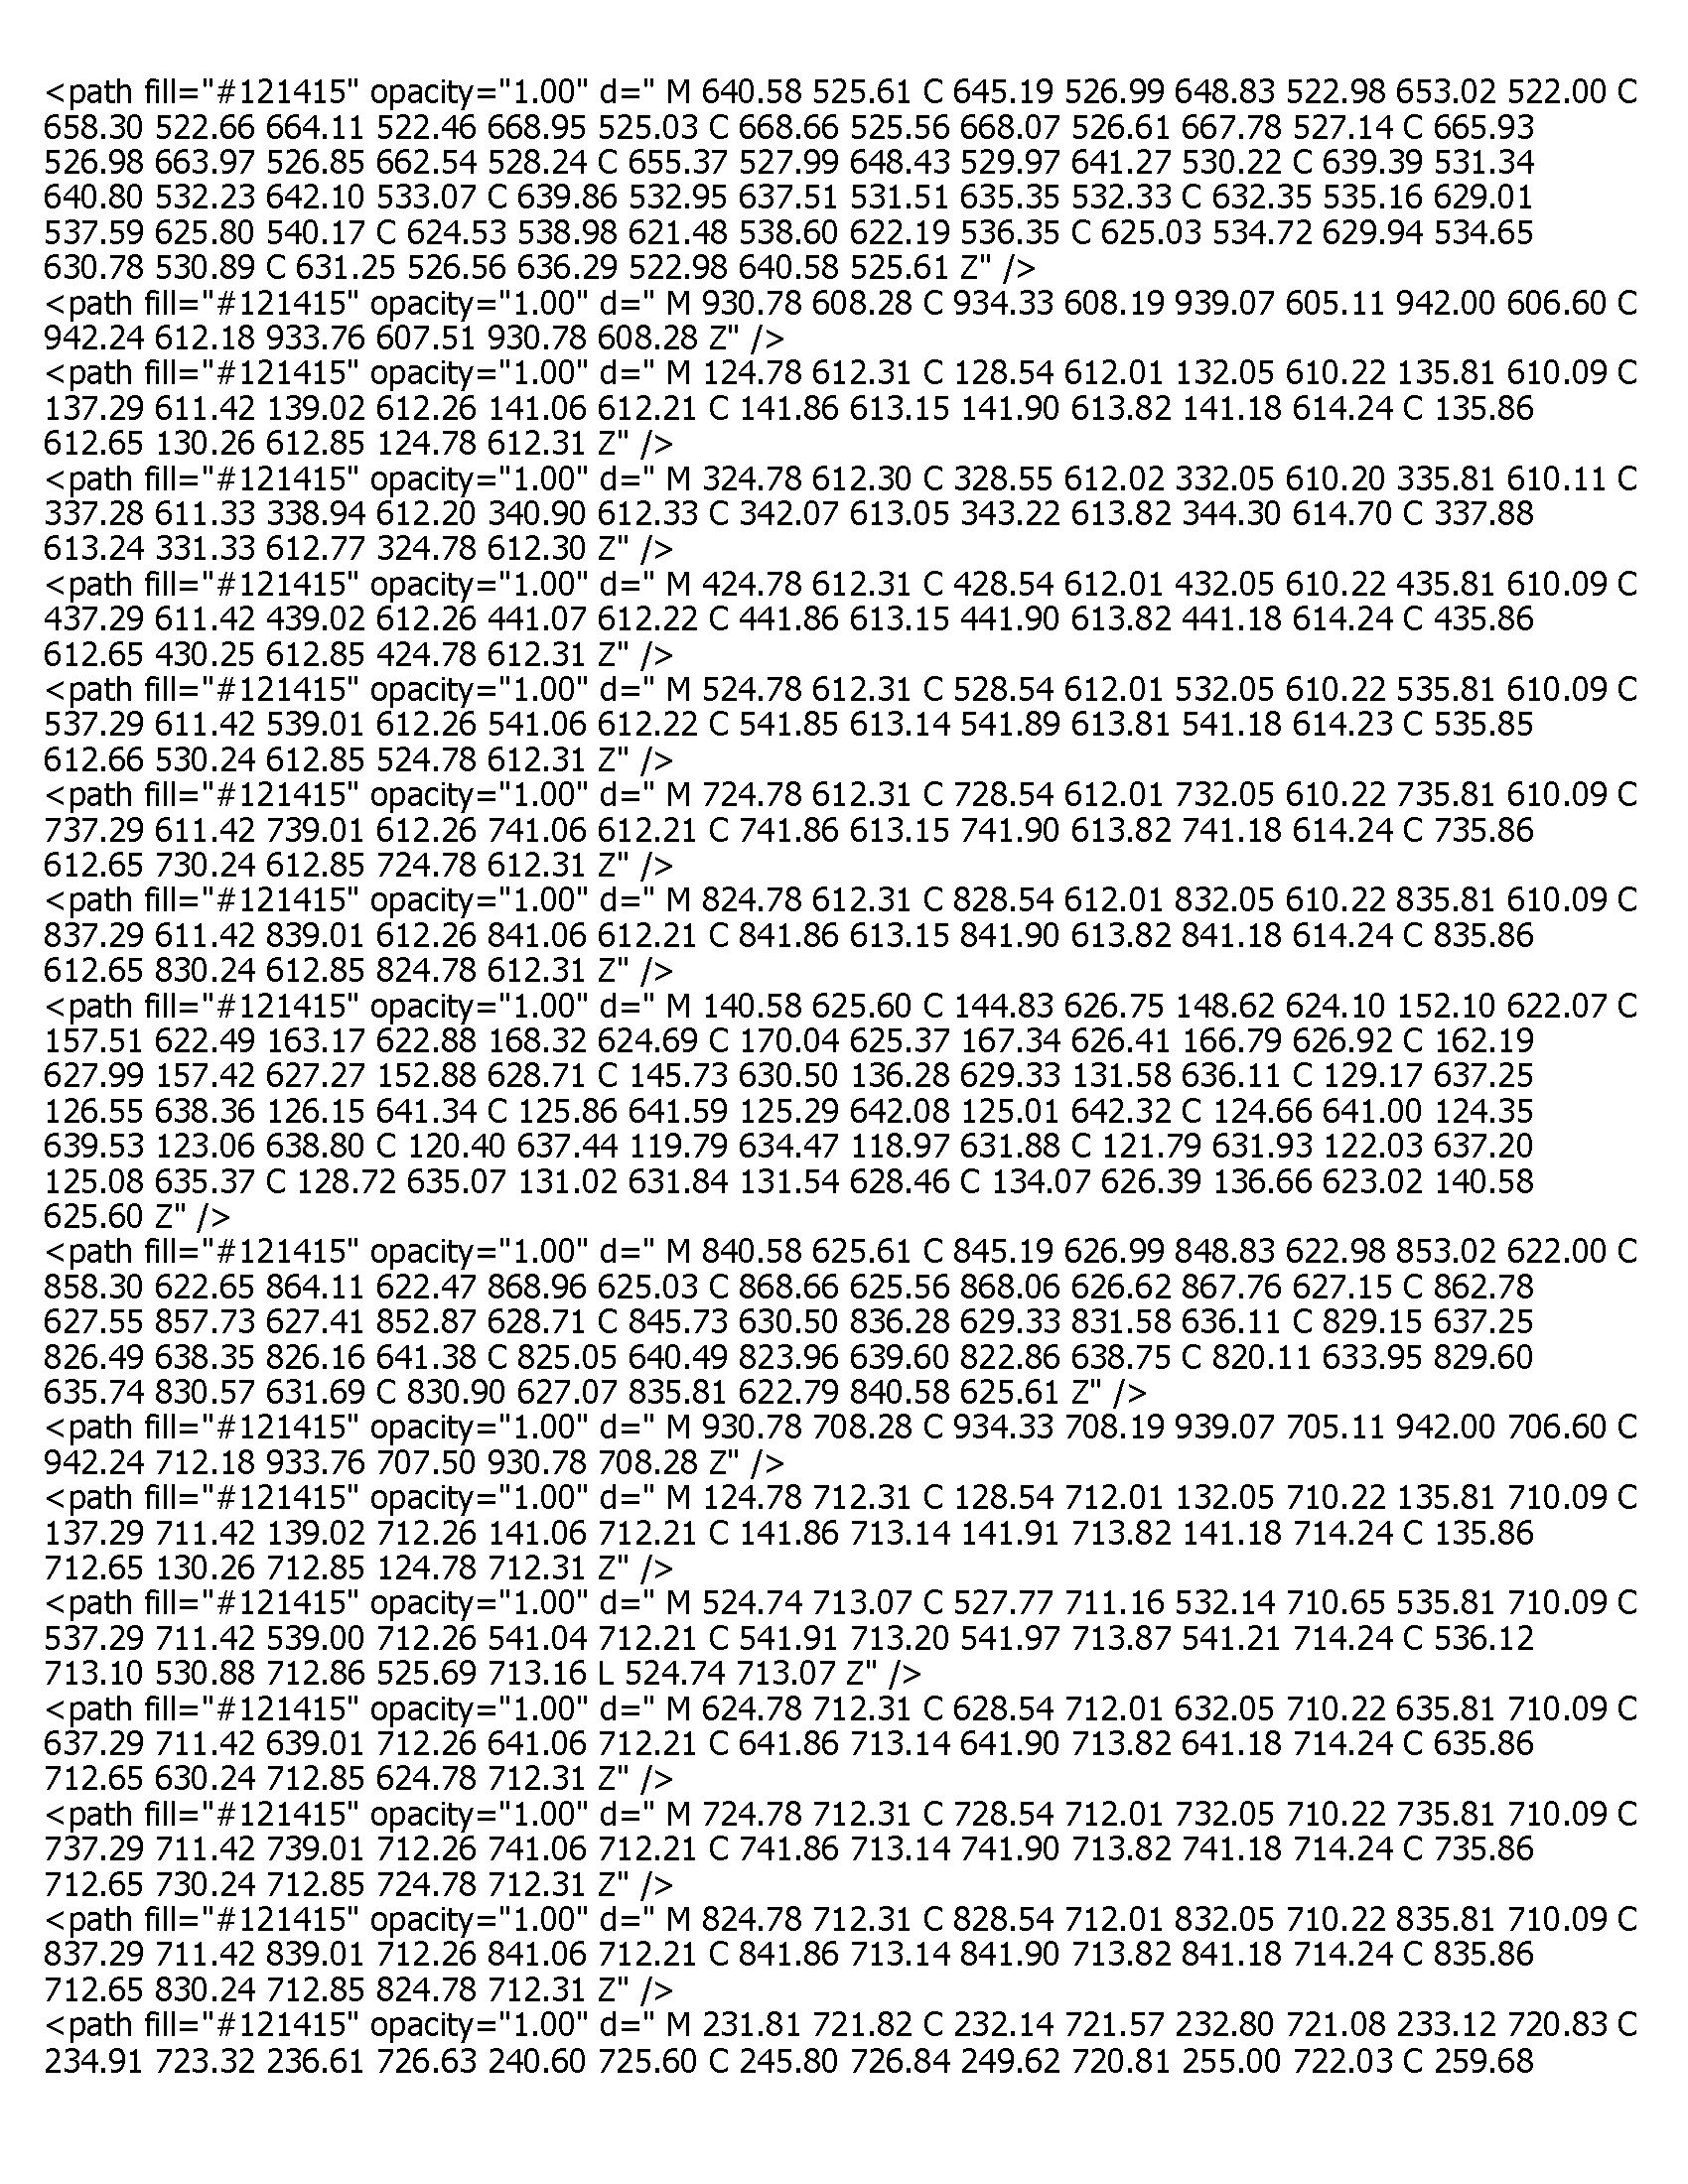 <path fill="#121415" opacity="1.00" d=" M 640.58 525.61 C 645.19 526.99 648.83 522.98 653.02 522.00 C
658.30 522.66 664.11 522.46 668.95 525.03 C 668.66 525.56 668.07 526.61 667.78 527.14 C 665.93
526.98 663.97 526.85 662.54 528.24 C 655.37 527.99 648.43 529.97 641.27 530.22 C 639.39 531.34
640.80 532.23 642.10 533.07 C 639.86 532.95 637.51 531.51 635.35 532.33 C 632.35 535.16 629.01
537.59 625.80 540.17 C 624.53 538.98 621.48 538.60 622.19 536.35 C 625.03 534.72 629.94 534.65
630.78 530.89 C 631.25 526.56 636.29 522.98 640.58 525.61 Z" />
<path fill="#121415" opacity="1.00" d=" M 930.78 608.28 C 934.33 608.19 939.07 605.11 942.00 606.60 C
942.24 612.18 933.76 607.51 930.78 608.28 Z" />
<path fill="#121415" opacity="1.00" d=" M 124.78 612.31 C 128.54 612.01 132.05 610.22 135.81 610.09 C
137.29 611.42 139.02 612.26 141.06 612.21 C 141.86 613.15 141.90 613.82 141.18 614.24 C 135.86
612.65 130.26 612.85 124.78 612.31 Z" />
<path fill="#121415" opacity="1.00" d=" M 324.78 612.30 C 328.55 612.02 332.05 610.20 335.81 610.11 C
337.28 611.33 338.94 612.20 340.90 612.33 C 342.07 613.05 343.22 613.82 344.30 614.70 C 337.88
613.24 331.33 612.77 324.78 612.30 Z" />
<path fill="#121415" opacity="1.00" d=" M 424.78 612.31 C 428.54 612.01 432.05 610.22 435.81 610.09 C
437.29 611.42 439.02 612.26 441.07 612.22 C 441.86 613.15 441.90 613.82 441.18 614.24 C 435.86
612.65 430.25 612.85 424.78 612.31 Z" />
<path fill="#121415" opacity="1.00" d=" M 524.78 612.31 C 528.54 612.01 532.05 610.22 535.81 610.09 C
537.29 611.42 539.01 612.26 541.06 612.22 C 541.85 613.14 541.89 613.81 541.18 614.23 C 535.85
612.66 530.24 612.85 524.78 612.31 Z" />
<path fill="#121415" opacity="1.00" d=" M 724.78 612.31 C 728.54 612.01 732.05 610.22 735.81 610.09 C
737.29 611.42 739.01 612.26 741.06 612.21 C 741.86 613.15 741.90 613.82 741.18 614.24 C 735.86
612.65 730.24 612.85 724.78 612.31 Z" />
<path fill="#121415" opacity="1.00" d=" M 824.78 612.31 C 828.54 612.01 832.05 610.22 835.81 610.09 C
837.29 611.42 839.01 612.26 841.06 612.21 C 841.86 613.15 841.90 613.82 841.18 614.24 C 835.86
612.65 830.24 612.85 824.78 612.31 Z" />
<path fill="#121415" opacity="1.00" d=" M 140.58 625.60 C 144.83 626.75 148.62 624.10 152.10 622.07 C
157.51 622.49 163.17 622.88 168.32 624.69 C 170.04 625.37 167.34 626.41 166.79 626.92 C 162.19
627.99 157.42 627.27 152.88 628.71 C 145.73 630.50 136.28 629.33 131.58 636.11 C 129.17 637.25
126.55 638.36 126.15 641.34 C 125.86 641.59 125.29 642.08 125.01 642.32 C 124.66 641.00 124.35
639.53 123.06 638.80 C 120.40 637.44 119.79 634.47 118.97 631.88 C 121.79 631.93 122.03 637.20
125.08 635.37 C 128.72 635.07 131.02 631.84 131.54 628.46 C 134.07 626.39 136.66 623.02 140.58
625.60 Z" />
<path fill="#121415" opacity="1.00" d=" M 840.58 625.61 C 845.19 626.99 848.83 622.98 853.02 622.00 C
858.30 622.65 864.11 622.47 868.96 625.03 C 868.66 625.56 868.06 626.62 867.76 627.15 C 862.78
627.55 857.73 627.41 852.87 628.71 C 845.73 630.50 836.28 629.33 831.58 636.11 C 829.15 637.25
826.49 638.35 826.16 641.38 C 825.05 640.49 823.96 639.60 822.86 638.75 C 820.11 633.95 829.60
635.74 830.57 631.69 C 830.90 627.07 835.81 622.79 840.58 625.61 Z" />
<path fill="#121415" opacity="1.00" d=" M 930.78 708.28 C 934.33 708.19 939.07 705.11 942.00 706.60 C
942.24 712.18 933.76 707.50 930.78 708.28 Z" />
<path fill="#121415" opacity="1.00" d=" M 124.78 712.31 C 128.54 712.01 132.05 710.22 135.81 710.09 C
137.29 711.42 139.02 712.26 141.06 712.21 C 141.86 713.14 141.91 713.82 141.18 714.24 C 135.86
712.65 130.26 712.85 124.78 712.31 Z" />
<path fill="#121415" opacity="1.00" d=" M 524.74 713.07 C 527.77 711.16 532.14 710.65 535.81 710.09 C
537.29 711.42 539.00 712.26 541.04 712.21 C 541.91 713.20 541.97 713.87 541.21 714.24 C 536.12
713.10 530.88 712.86 525.69 713.16 L 524.74 713.07 Z" />
<path fill="#121415" opacity="1.00" d=" M 624.78 712.31 C 628.54 712.01 632.05 710.22 635.81 710.09 C
637.29 711.42 639.01 712.26 641.06 712.21 C 641.86 713.14 641.90 713.82 641.18 714.24 C 635.86
712.65 630.24 712.85 624.78 712.31 Z" />
<path fill="#121415" opacity="1.00" d=" M 724.78 712.31 C 728.54 712.01 732.05 710.22 735.81 710.09 C
737.29 711.42 739.01 712.26 741.06 712.21 C 741.86 713.14 741.90 713.82 741.18 714.24 C 735.86
712.65 730.24 712.85 724.78 712.31 Z" />
<path fill="#121415" opacity="1.00" d=" M 824.78 712.31 C 828.54 712.01 832.05 710.22 835.81 710.09 C
837.29 711.42 839.01 712.26 841.06 712.21 C 841.86 713.14 841.90 713.82 841.18 714.24 C 835.86
712.65 830.24 712.85 824.78 712.31 Z" />
<path fill="#121415" opacity="1.00" d=" M 231.81 721.82 C 232.14 721.57 232.80 721.08 233.12 720.83 C
234.91 723.32 236.61 726.63 240.60 725.60 C 245.80 726.84 249.62 720.81 255.00 722.03 C 259.68